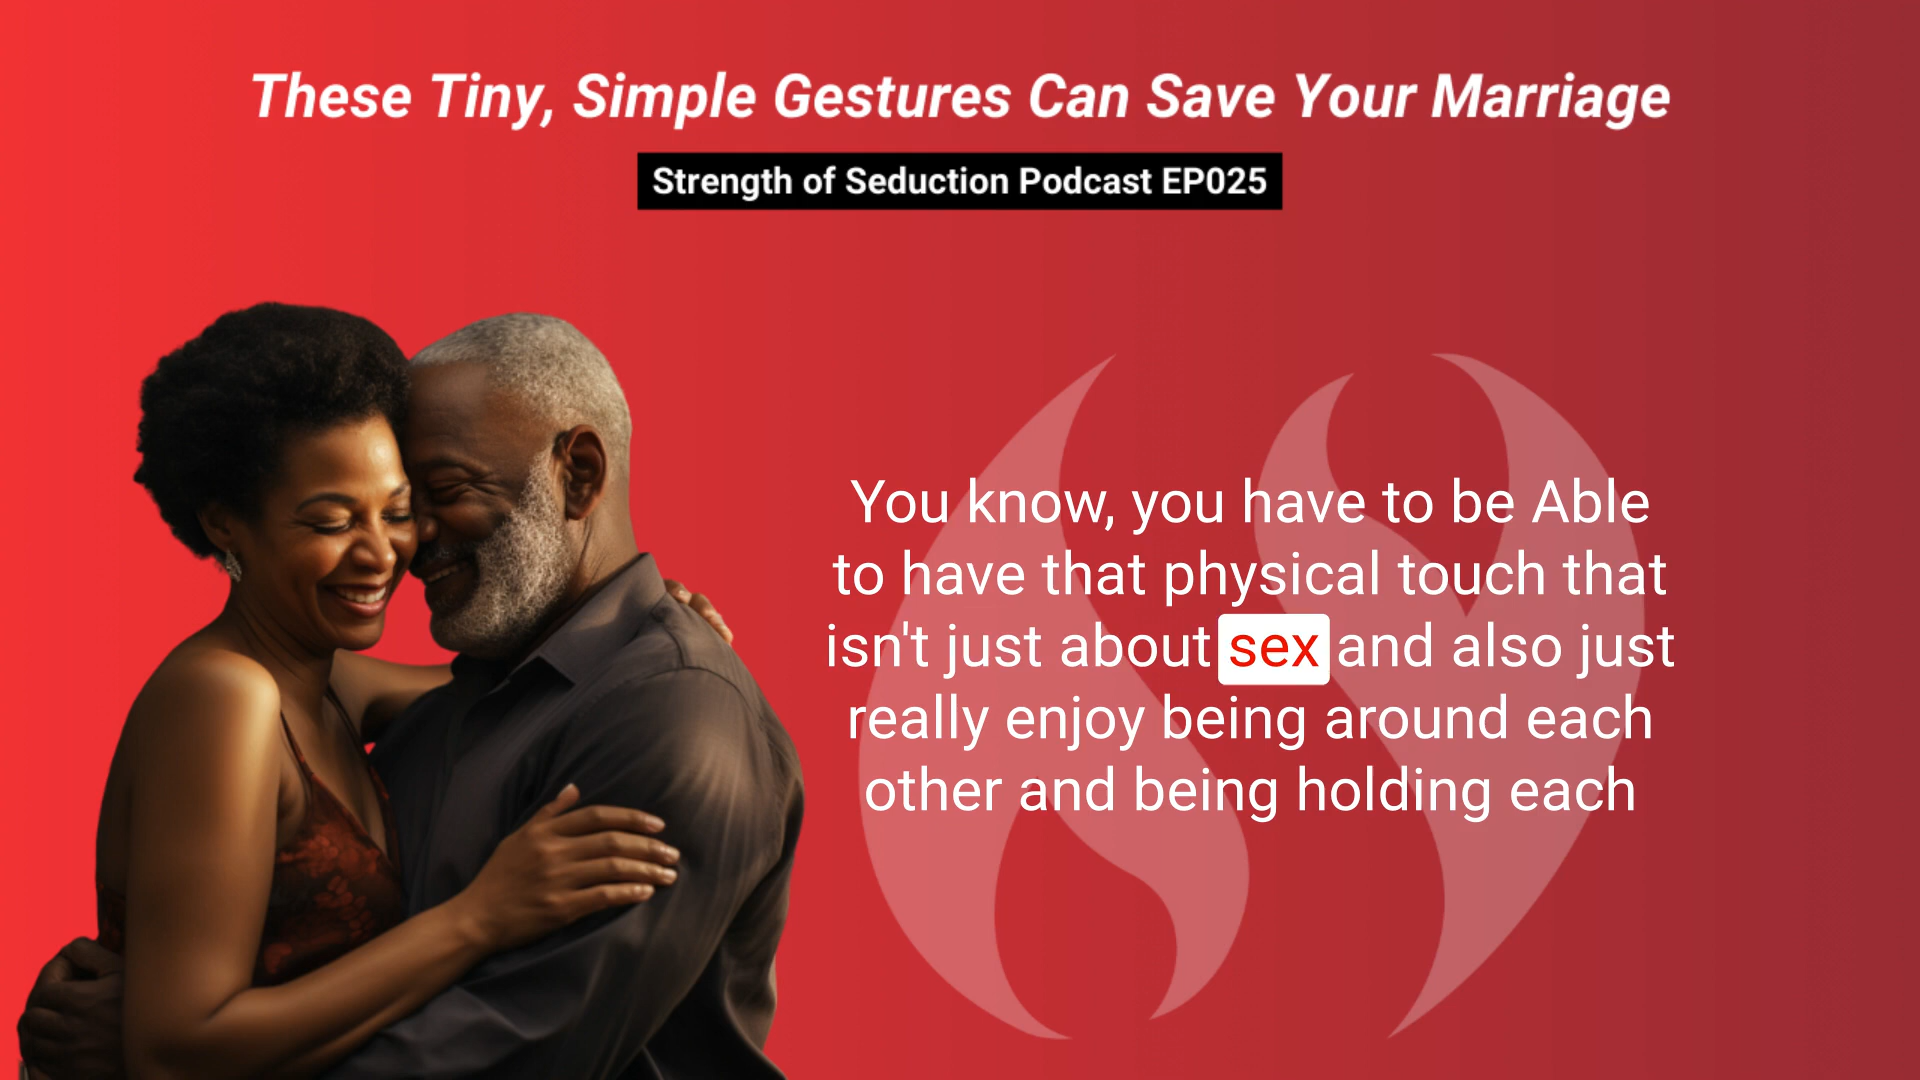 These Tiny, Simple Gestures Can Save Your Marriage
Strength of Seduction Podcast EP025
You know, you have to be Able
to have that physical touch that
isn't just about sex and also just
really enjoy being around each
other and being holding each